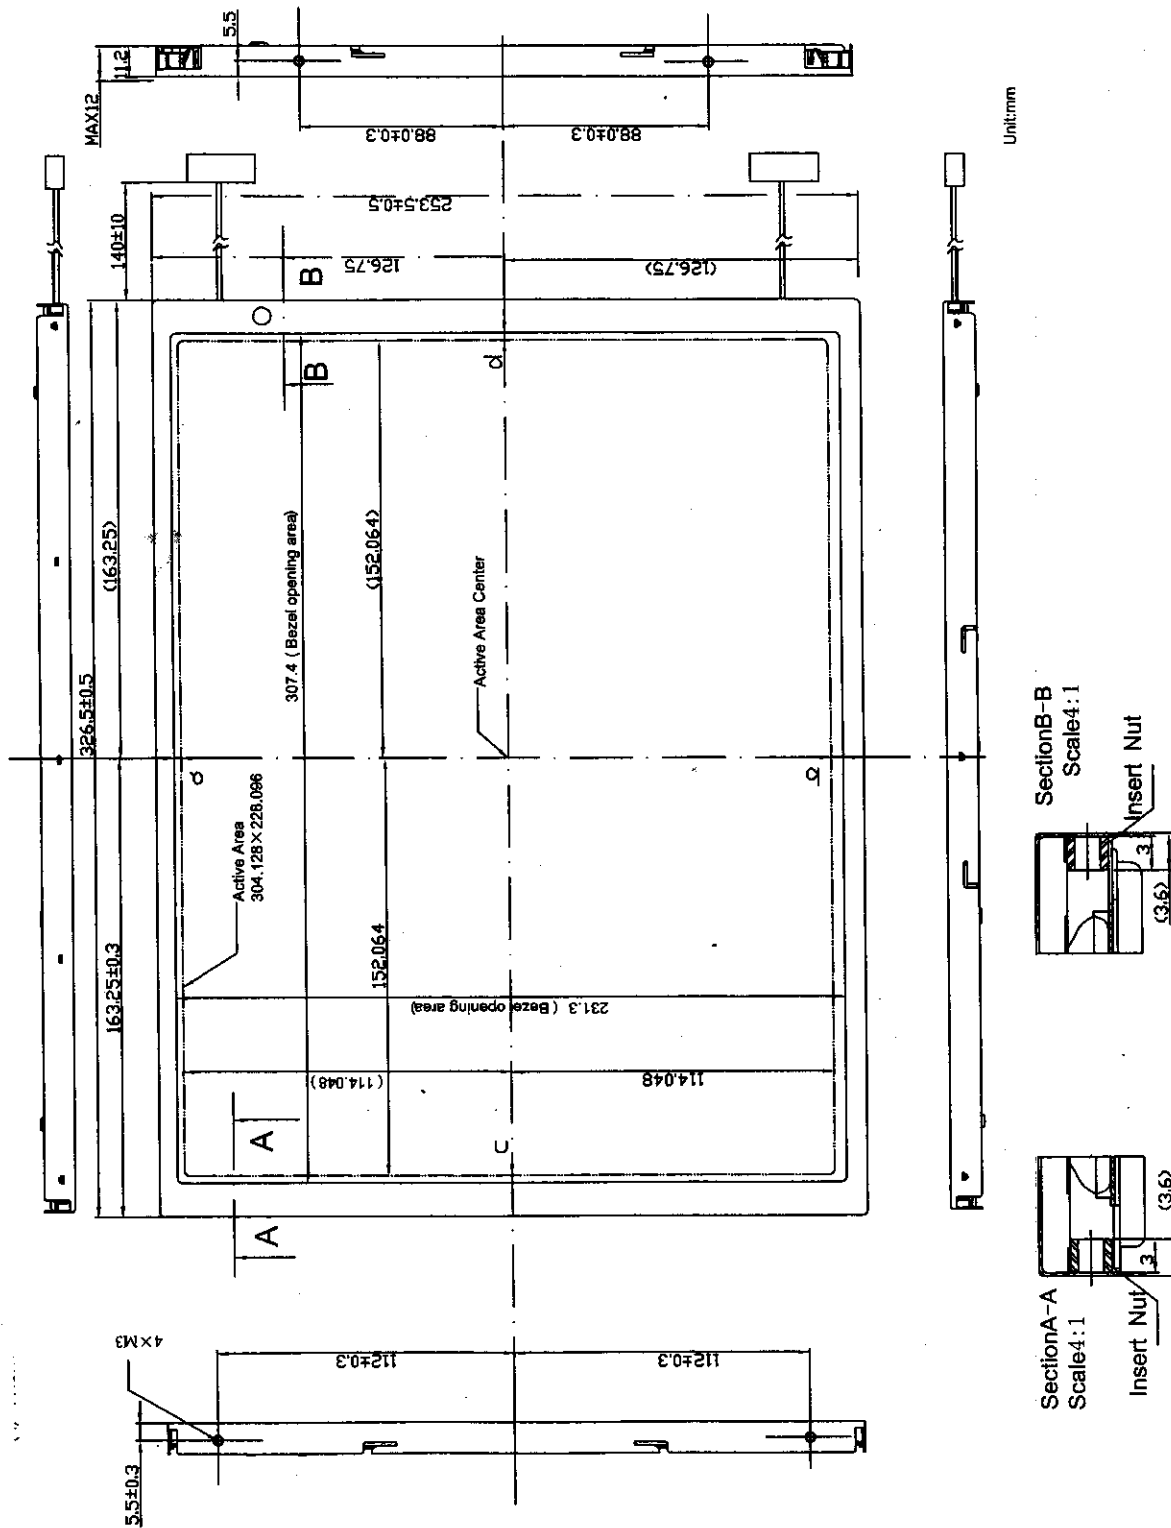 5.5
11.2
MAX12
88.0±0.3
88.0±0.3
Unit:mm
140±10
253.5±0.5
126.75
(126.75)
B
B
(163.25)
326.5±0.5
163.25±0.3
307.4 ( Bezel opening area)
(152.064)
d
Active Area Center
Active Area
304.128×228.096
152.064
231.3 ( Bezel opening area)
(114.048)
114.048
A
A
c
4×M3
112±0.3
112±0.3
5.5±0.3
SectionB-B
Scale4:1
Insert Nut
3
(3.6)
SectionA-A
Scale4:1
Insert Nut
3
(3.6)